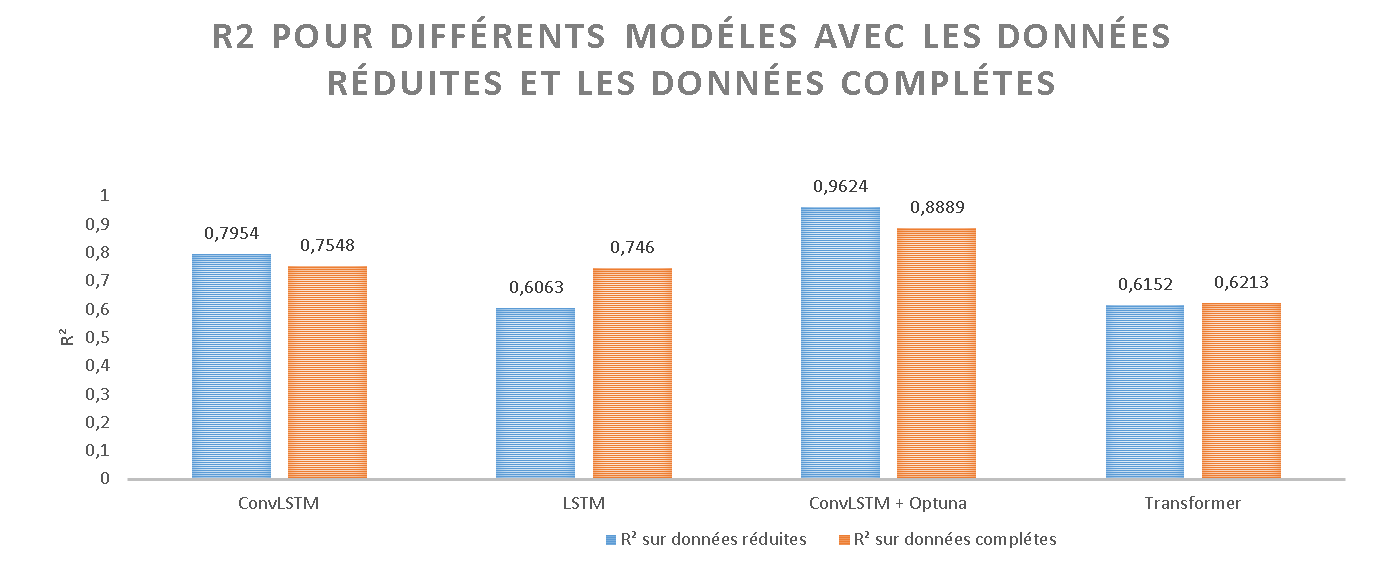 R2 POUR DIFFÉRENTS MODÉLES AVEC LES DONNÉES
RÉDUITES ET LES DONNÉES COMPLÉTES
R²
1
0,9
0,8
0,7
0,6
0,5
0,4
0,3
0,2
0,1
0
0,7954
0,7548
0,6063
0,746
0,9624
0,8889
0,6152
0,6213
ConvLSTM
LSTM
ConvLSTM + Optuna
Transformer
R² sur données réduites
R² sur données complétes